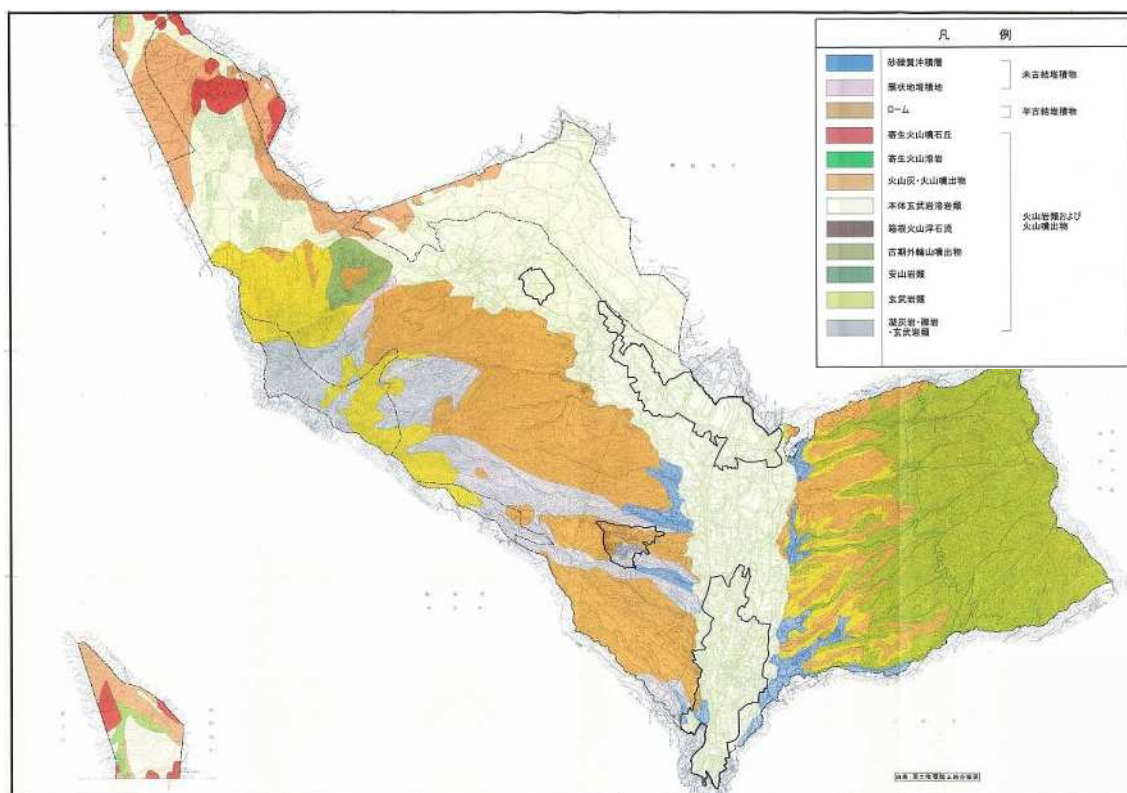 凡 例
砂礫質沖積層
扇状地堆積地
未古結堆積物
ローム
半古結堆積物
寄生火山噴石丘
寄生火山溶岩
火山灰・火山噴出物
本体玄武岩溶岩類
火山岩類および
火山噴出物
箱根火山浮石流
古期外輪山噴出物
安山岩類
玄武岩類
凝灰岩・礫岩
・玄武岩類